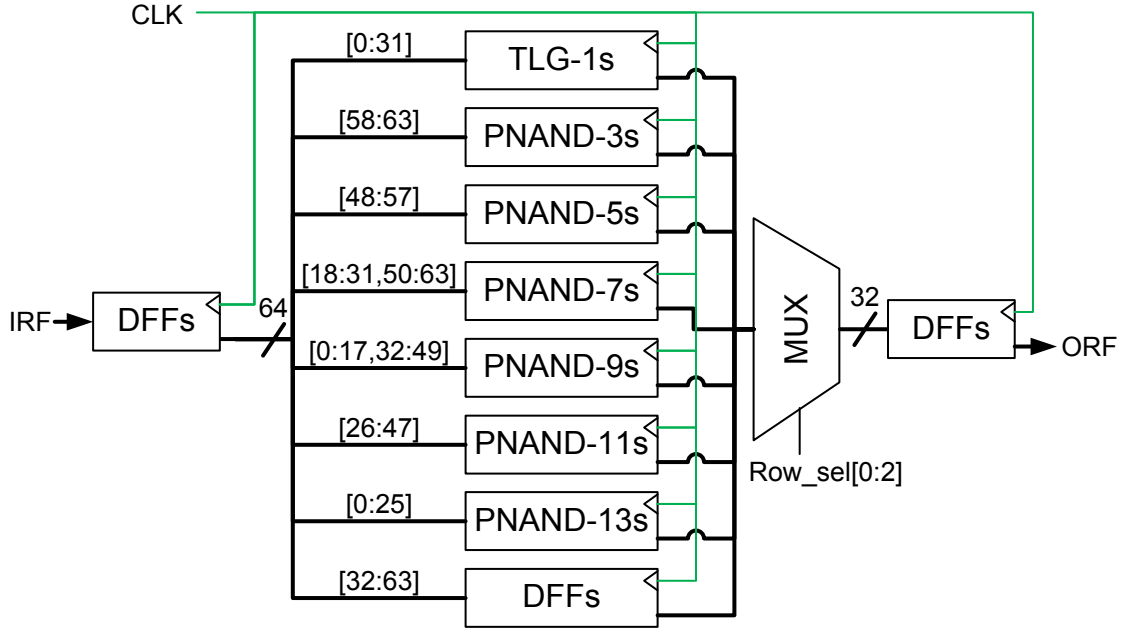 CLK
[0:31]
TLG-1s
[58:63]
PNAND-3s
[48:57]
PNAND-5s
[18:31,50:63]
PNAND-7s
IRF
DFFs
64
MUX
32
DFFs
ORF
[0:17,32:49]
PNAND-9s
[26:47]
PNAND-11s
Row_sel[0:2]
[0:25]
PNAND-13s
[32:63]
DFFs